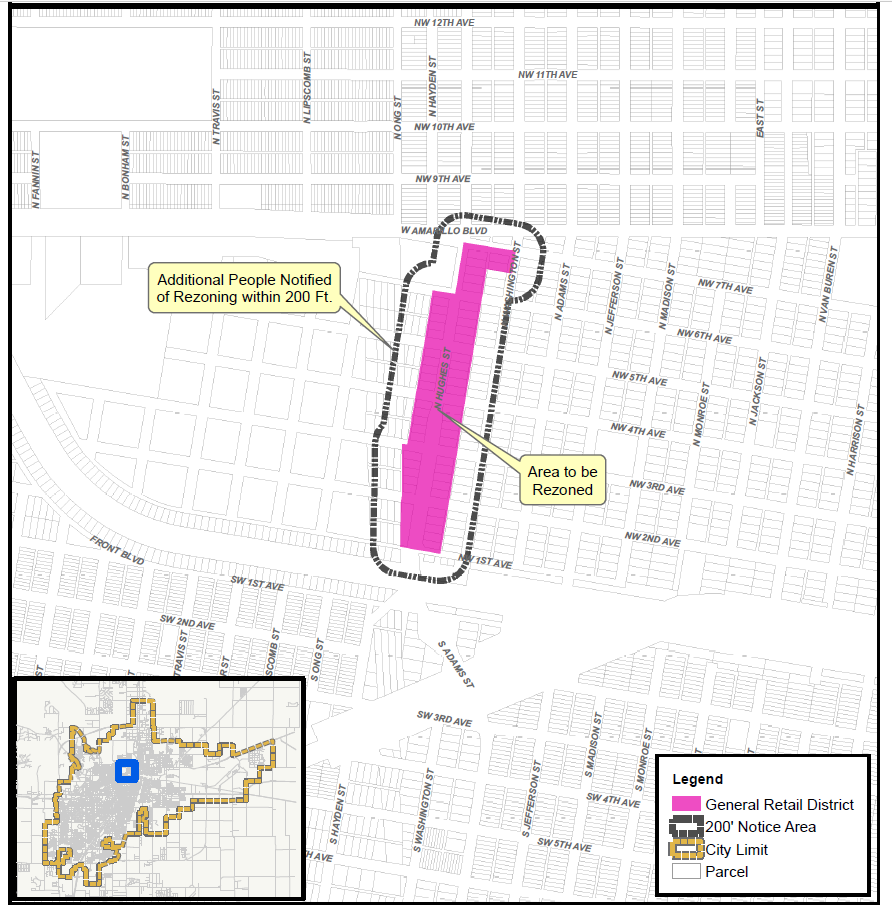 NW 12TH AVE
NW 11TH AVE
N LIPSCOMB ST
N HAYDEN ST
N TRAVIS ST
N ONG ST
EAST ST
NW 10TH AVE
N BONHAM ST
N FANNIN ST
NW 9TH AVE
W AMARILLO BLVD
Additional People Notified
of Rezoning within 200 Ft.
N ADAMS ST
N JEFFERSON ST
N MADISON ST
NW 7TH AVE
N VAN BUREN ST
NW 6TH AVE
N HUGHES ST
NW 5TH AVE
N MONROE ST
N JACKSON ST
N HARRISON ST
NW 4TH AVE
Area to be
Rezoned
NW 3RD AVE
NW 2ND AVE
FRONT BLVD
NW 1ST AVE
SW 1ST AVE
SW 2ND AVE
TRAVIS ST
SCOMB ST
S ONG ST
S ADAMS ST
SW 3RD AVE
S MADISON ST
S MONROE ST
S JEFFERSON ST
S WASHINGTON ST
S HAYDEN ST
SW 4TH AVE
SW 5TH AVE
TH AVE
Legend
General Retail District
200' Notice Area
City Limit
Parcel